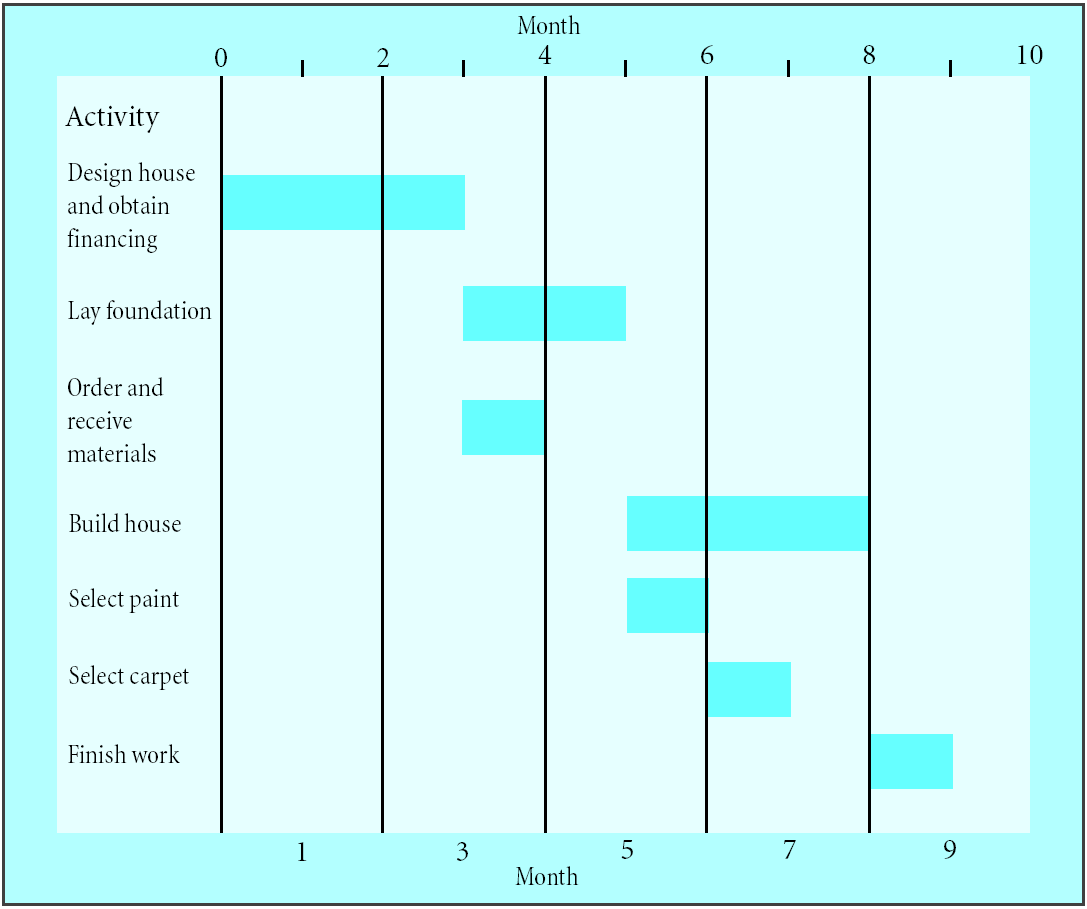 Month
0 2 4 6 8 10
Activity
Design house
and obtain
financing
Lay foundation
Order and
receive
materials
Build house
Select paint
Select carpet
Finish work
1 3 5 7 9
Month